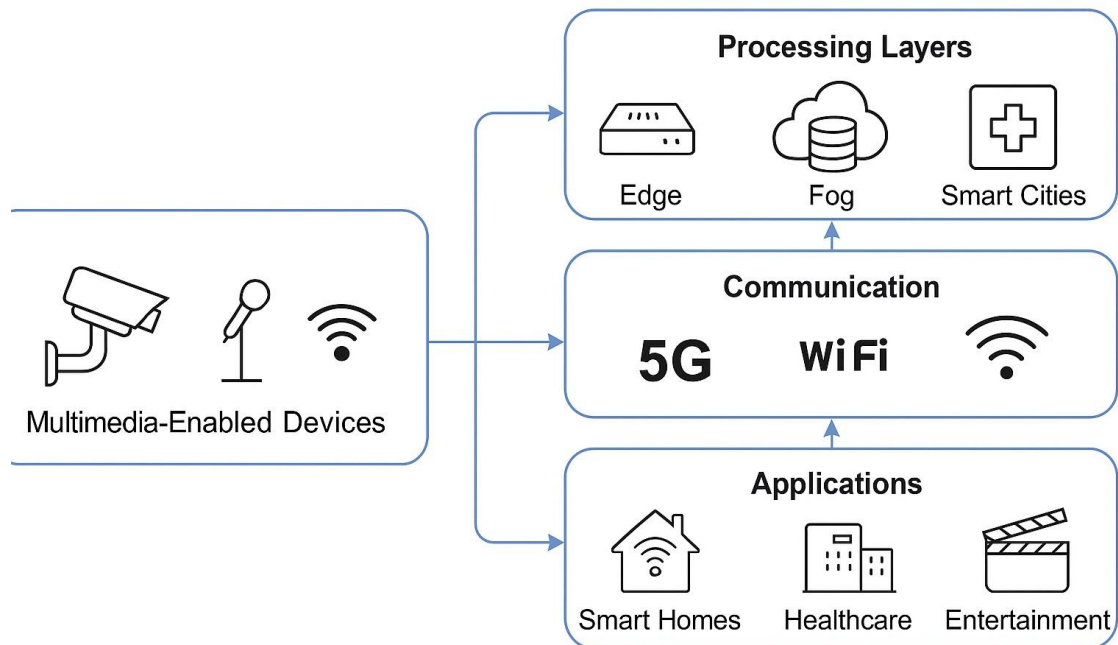 Processing Layers
Edge
Fog
Smart Cities
Multimedia-Enabled Devices
Communication
5G
WiFi
Applications
Smart Homes
Healthcare
Entertainment